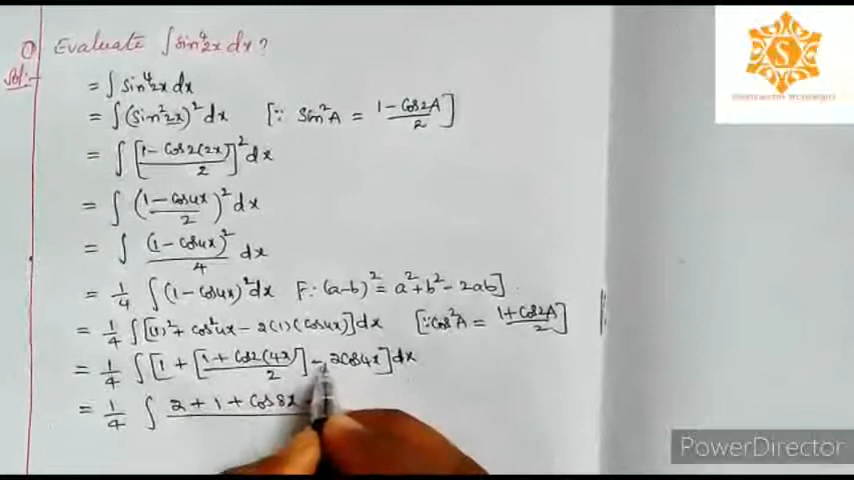 ① Evaluate ∫ sin⁴2x dx?
Sol:-
= ∫ sin⁴2x dx
= ∫ (sin²2x)² dx [∵ sin²A = (1 - cos2A)/2]
= ∫ [(1 - cos2(2x))/2]² dx
= ∫ ((1 - cos4x)/2)² dx
= ∫ (1 - cos4x)²/4 dx
= 1/4 ∫ (1 - cos4x)² dx [∵ (a-b)² = a² + b² - 2ab]
= 1/4 ∫ [(1)² + cos²4x - 2(1)(cos4x)] dx [∵ cos²A = (1 + cos2A)/2]
= 1/4 ∫ [1 + [(1 + cos2(4x))/2] - 2cos4x] dx
= 1/4 ∫ 2 + 1 + cos8x
S
PowerDirector